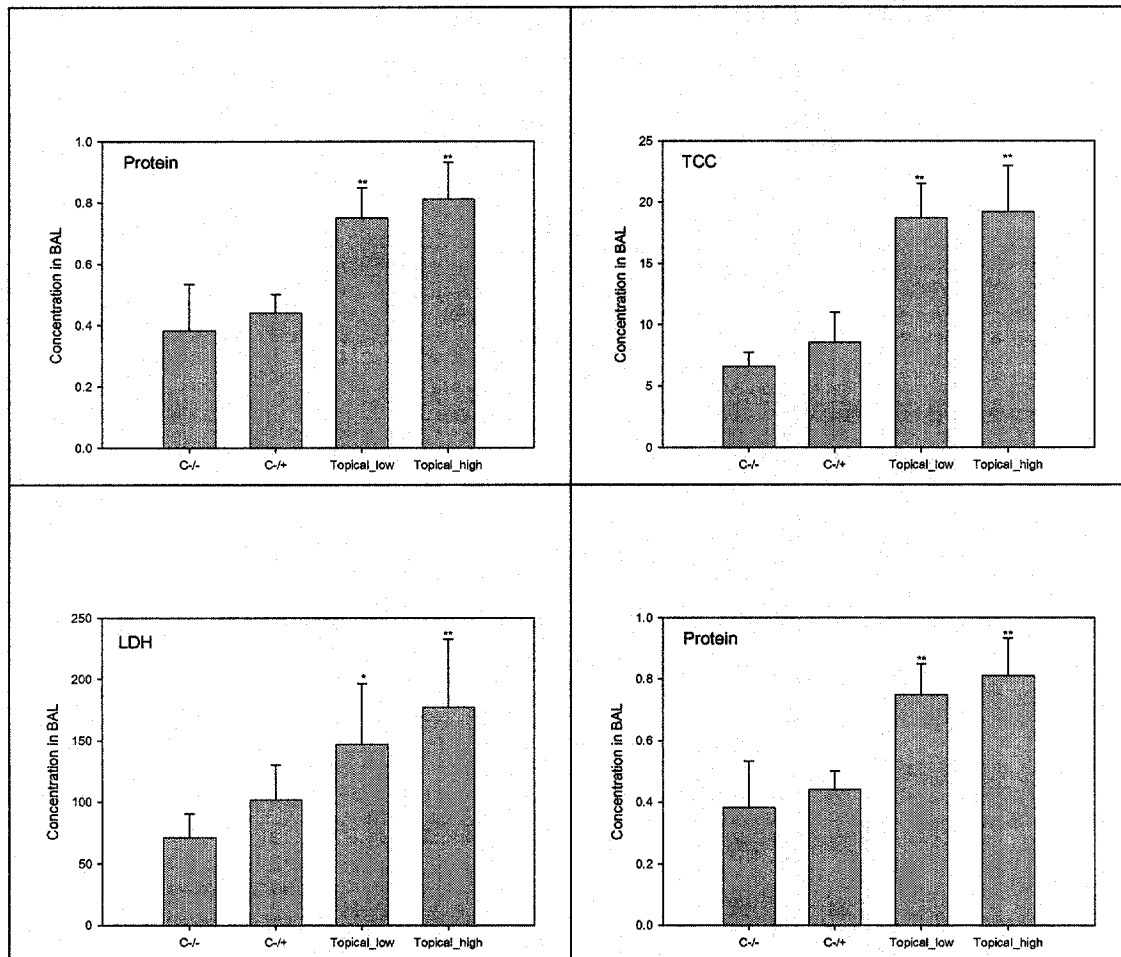 Protein
Concentration in BAL
1.0
0.8
0.6
0.4
0.2
0.0
**
**
C-/-
C-/+
Topical_low
Topical_high
TCC
Concentration in BAL
25
20
15
10
5
0
**
**
C-/-
C-/+
Topical_low
Topical_high
LDH
Concentration in BAL
250
200
150
100
50
0
*
**
C-/-
C-/+
Topical_low
Topical_high
Protein
Concentration in BAL
1.0
0.8
0.6
0.4
0.2
0.0
**
**
C-/-
C-/+
Topical_low
Topical_high